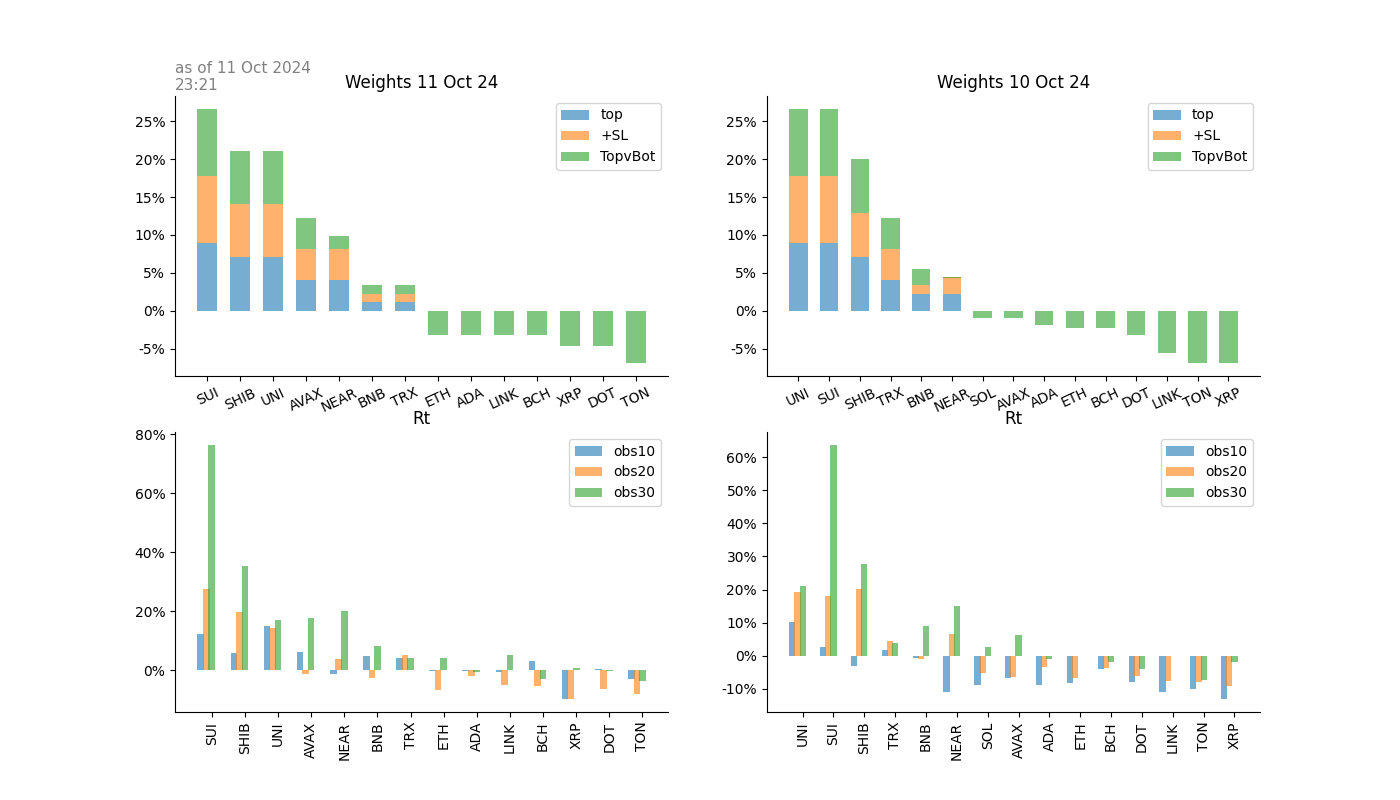 as of 11 Oct 2024
23:21
Weights 11 Oct 24
25%
20%
15%
10%
5%
0%
-5%
top
+SL
TopvBot
SUI SHIB UNI AVAX NEAR BNB TRX ETH ADA LINK BCH XRP DOT TON
Weights 10 Oct 24
25%
20%
15%
10%
5%
0%
-5%
top
+SL
TopvBot
UNI SUI SHIB TRX BNB NEAR SOL AVAX ADA ETH BCH DOT LINK TON XRP
Rt
80%
60%
40%
20%
0%
obs10
obs20
obs30
SUI SHIB UNI AVAX NEAR BNB TRX ETH ADA LINK BCH XRP DOT TON
Rt
60%
50%
40%
30%
20%
10%
0%
-10%
obs10
obs20
obs30
UNI SUI SHIB TRX BNB NEAR SOL AVAX ADA ETH BCH DOT LINK TON XRP